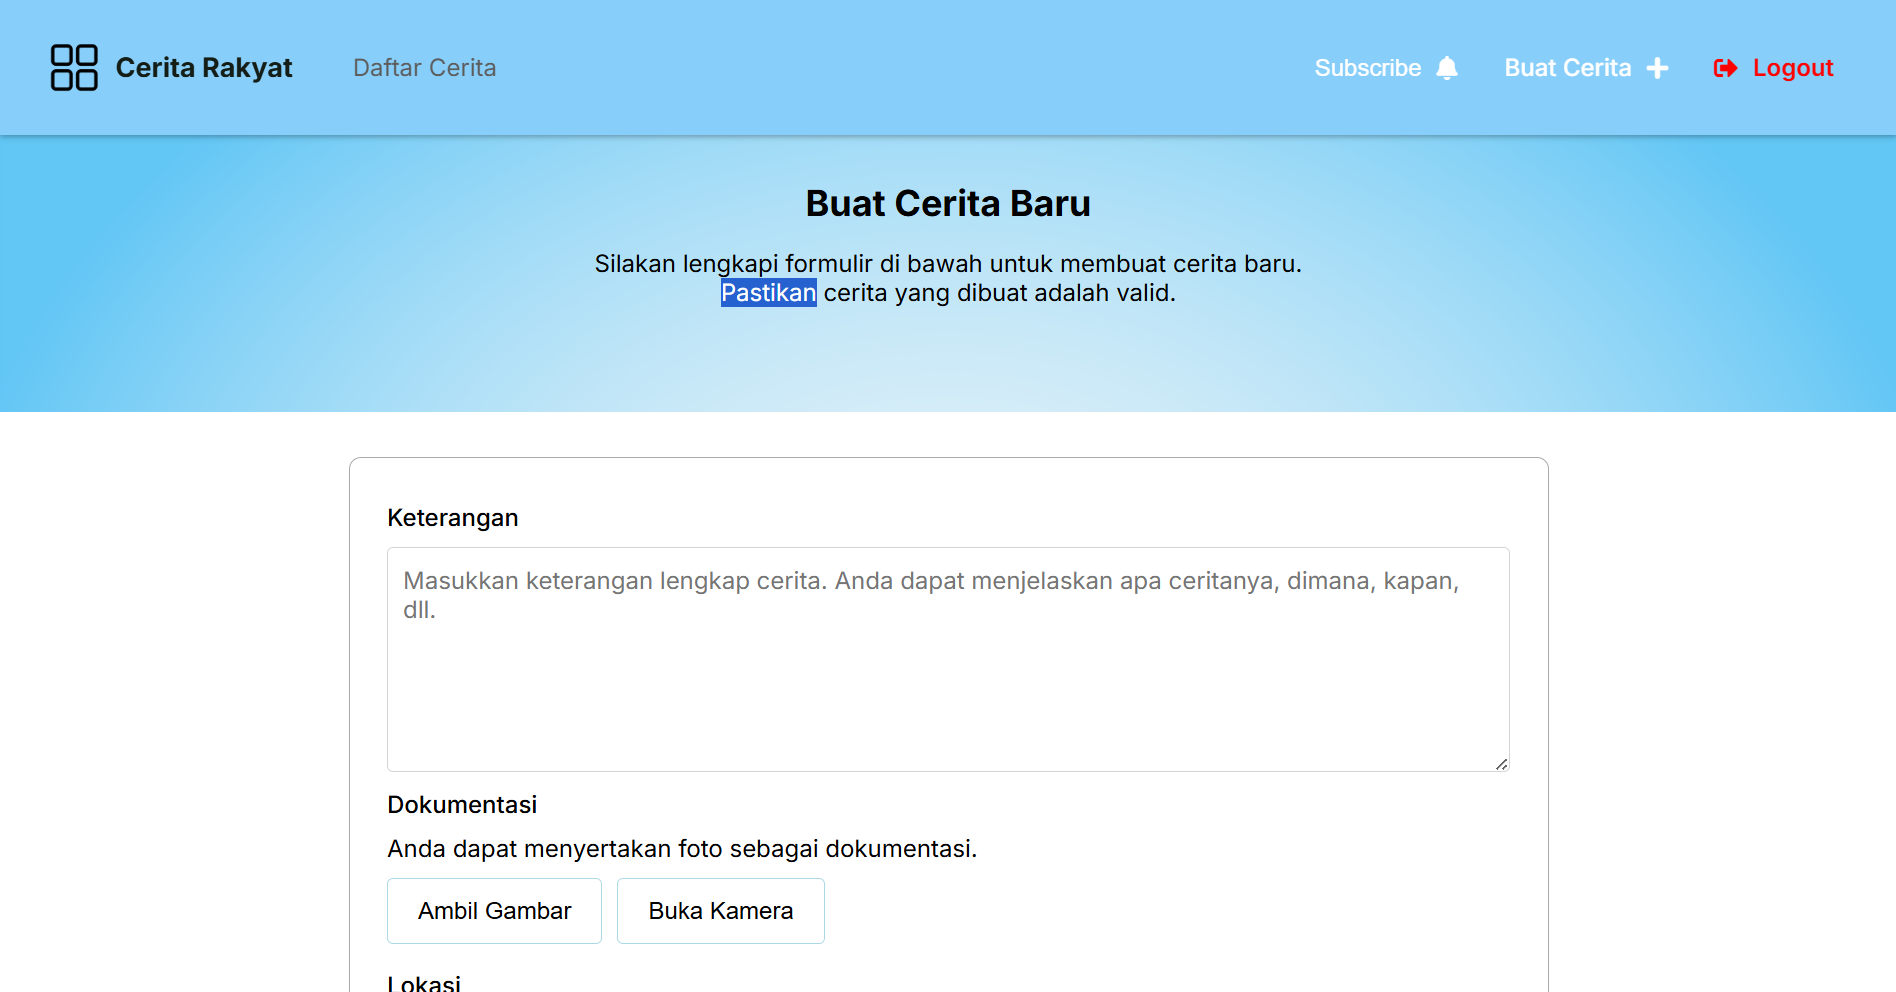 Cerita Rakyat
Daftar Cerita
Subscribe
Buat Cerita
Logout
Buat Cerita Baru
Silakan lengkapi formulir di bawah untuk membuat cerita baru.
Pastikan cerita yang dibuat adalah valid.
Keterangan
Masukkan keterangan lengkap cerita. Anda dapat menjelaskan apa ceritanya, dimana, kapan,
dll.
Dokumentasi
Anda dapat menyertakan foto sebagai dokumentasi.
Ambil Gambar
Buka Kamera
Lokasi